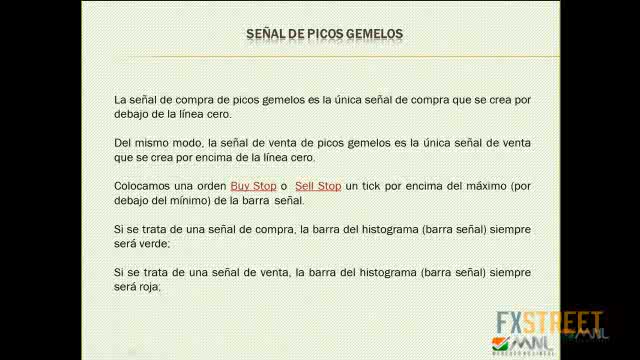 SEÑAL DE PICOS GEMELOS
La señal de compra de picos gemelos es la única señal de compra que se crea por
debajo de la línea cero.
Del mismo modo, la señal de venta de picos gemelos es la única señal de venta
que se crea por encima de la línea cero.
Colocamos una orden Buy Stop o Sell Stop un tick por encima del máximo (por
debajo del mínimo) de la barra señal.
Si se trata de una señal de compra, la barra del histograma (barra señal) siempre
será verde;
Si se trata de una señal de venta, la barra del histograma (barra señal) siempre
será roja;
FXSTREET
MNL
MNL